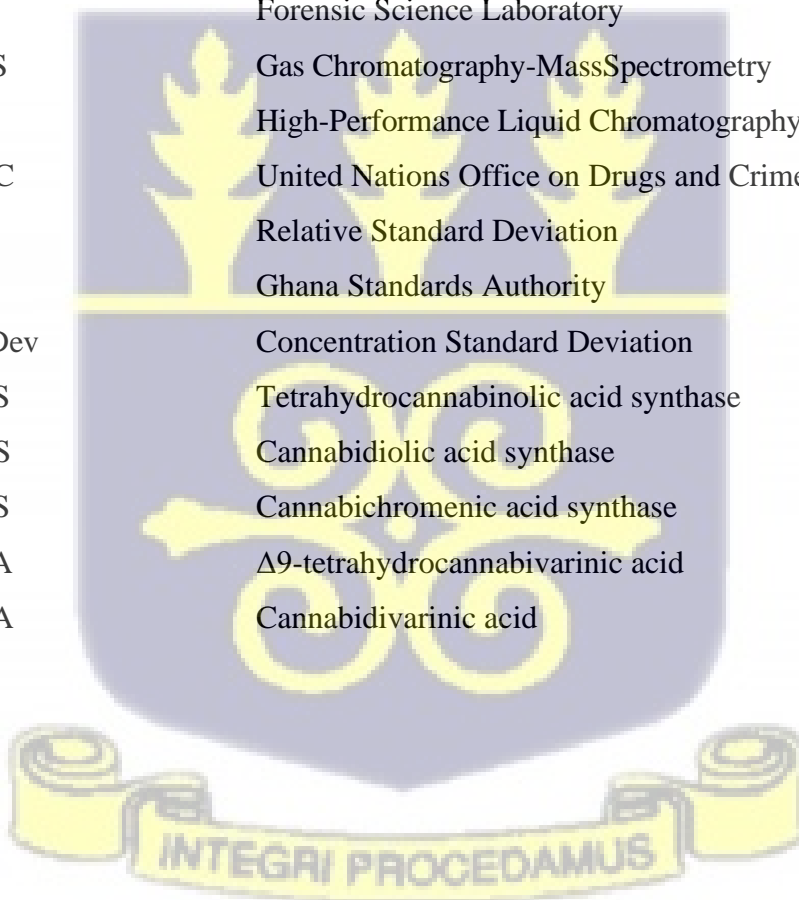 Forensic Science Laboratory
S Gas Chromatography-MassSpectrometry
High-Performance Liquid Chromatography
C United Nations Office on Drugs and Crime
Relative Standard Deviation
Ghana Standards Authority
Dev Concentration Standard Deviation
S Tetrahydrocannabinolic acid synthase
S Cannabidiolic acid synthase
S Cannabichromenic acid synthase
A Δ9-tetrahydrocannabivarinic acid
A Cannabidivarinic acid
INTEGRI PROCEDAMUS